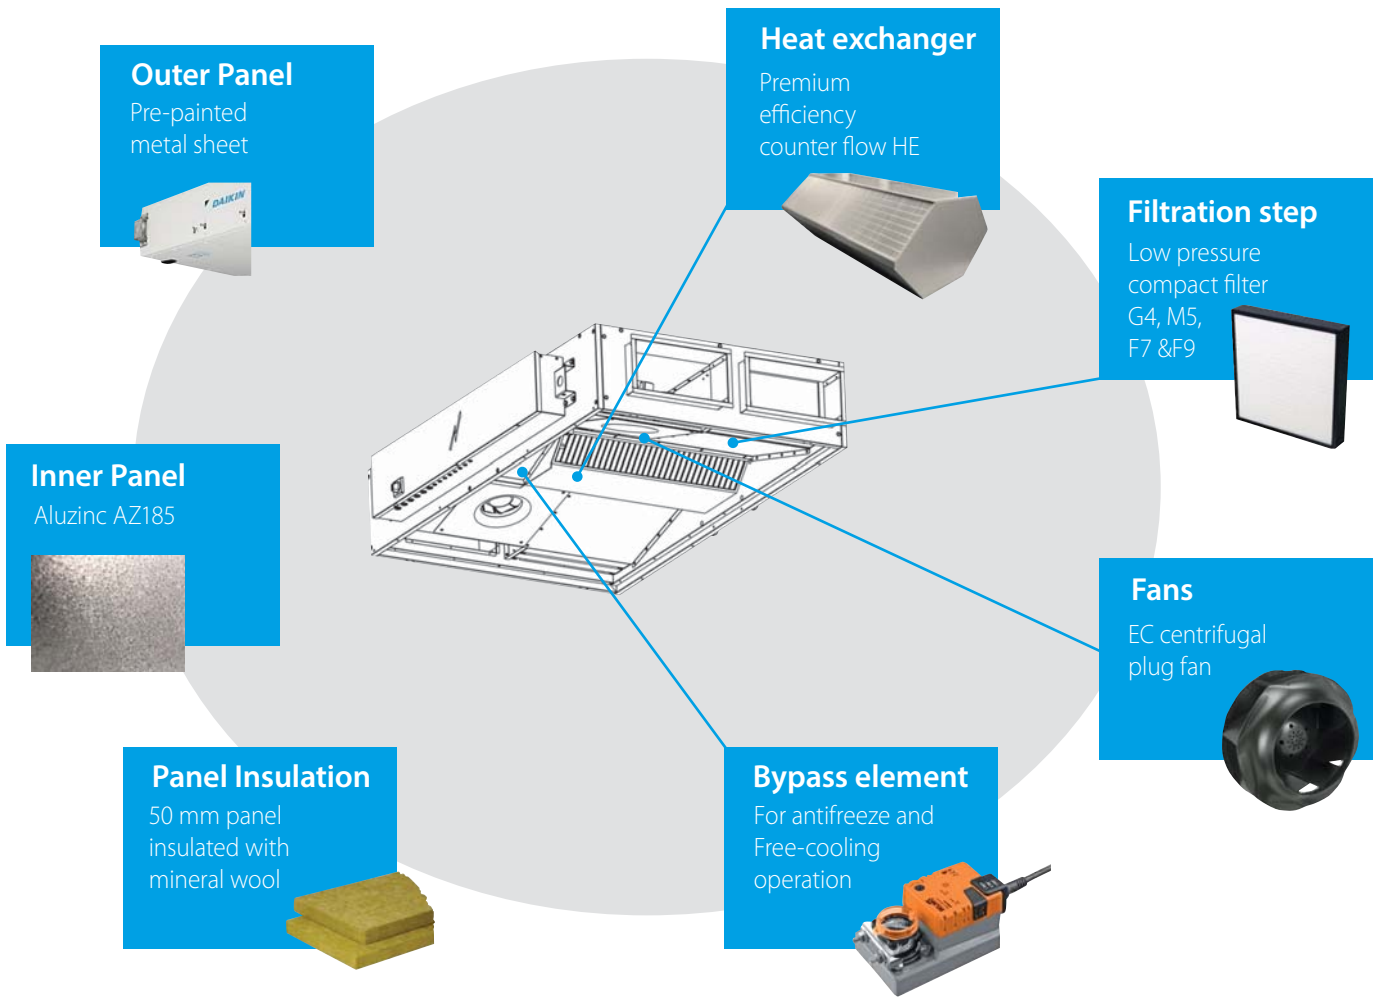 Outer Panel
Pre-painted
metal sheet
DAIKIN
Heat exchanger
Premium
efficiency
counter flow HE
Filtration step
Low pressure
compact filter
G4, M5,
F7 &F9
Inner Panel
Aluzinc AZ185
Fans
EC centrifugal
plug fan
Panel Insulation
50 mm panel
insulated with
mineral wool
Bypass element
For antifreeze and
Free-cooling
operation